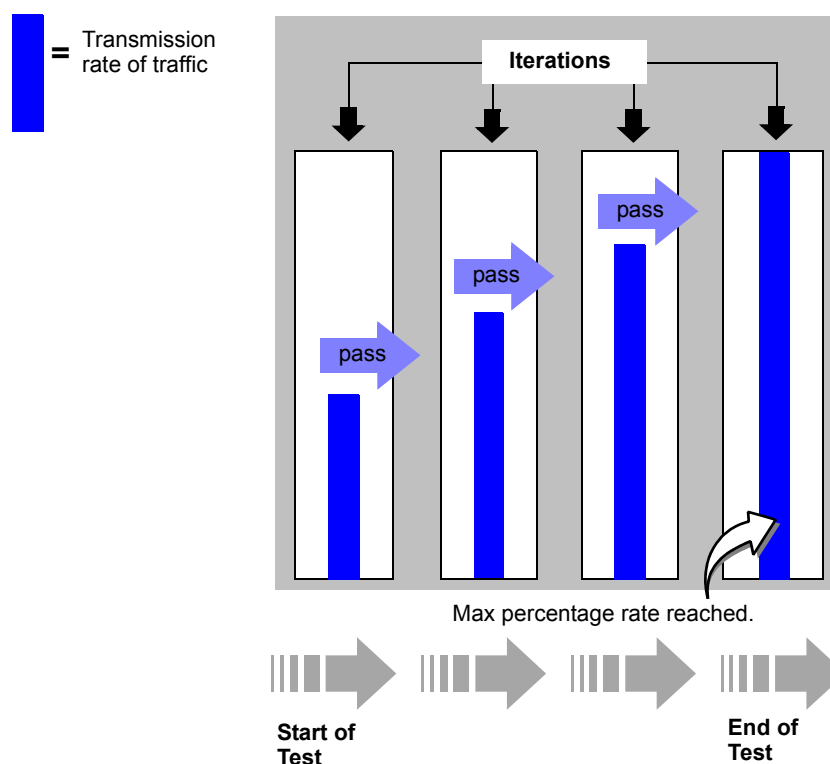 = Transmission
rate of traffic
Iterations
pass
pass
pass
Max percentage rate reached.
Start of
Test
End of
Test